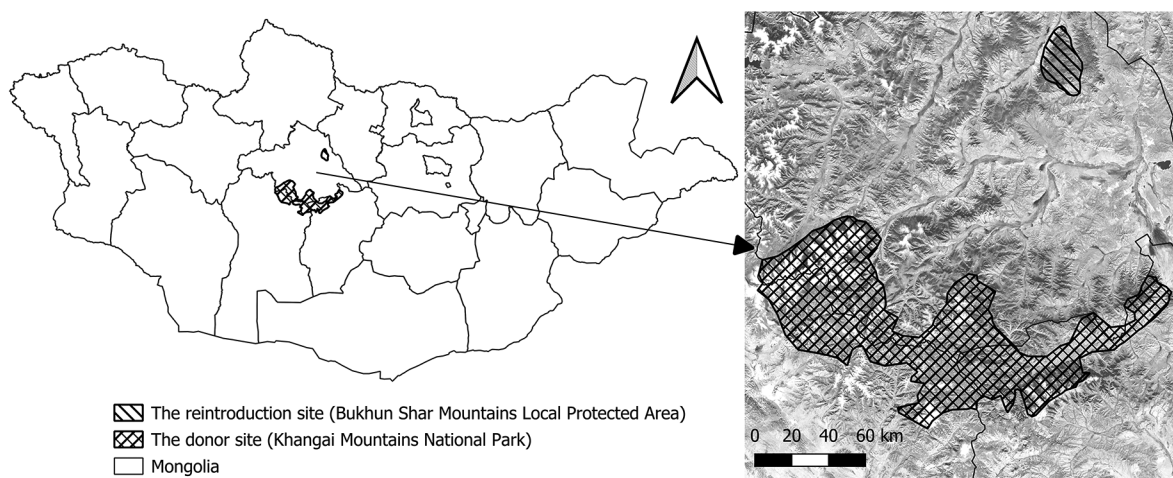 The reintroduction site (Bukhun Shar Mountains Local Protected Area)
The donor site (Khangai Mountains National Park)
Mongolia
0 20 40 60 km